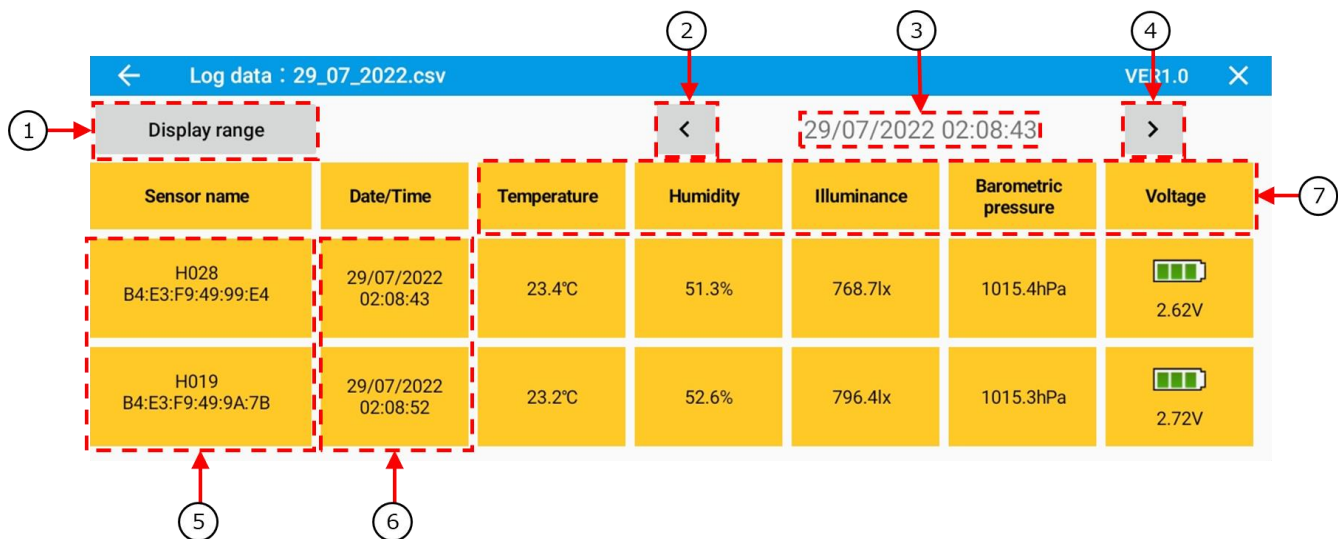 2
3
4
Log data：29_07_2022.csv
VER1.0
1
Display range
<
29/07/2022 02:08:43
>
Sensor name
Date/Time
Temperature
Humidity
Illuminance
Barometric
pressure
Voltage
7
H028
B4:E3:F9:49:99:E4
29/07/2022
02:08:43
23.4℃
51.3%
768.7lx
1015.4hPa
2.62V
H019
B4:E3:F9:49:9A:7B
29/07/2022
02:08:52
23.2℃
52.6%
796.4lx
1015.3hPa
2.72V
5
6